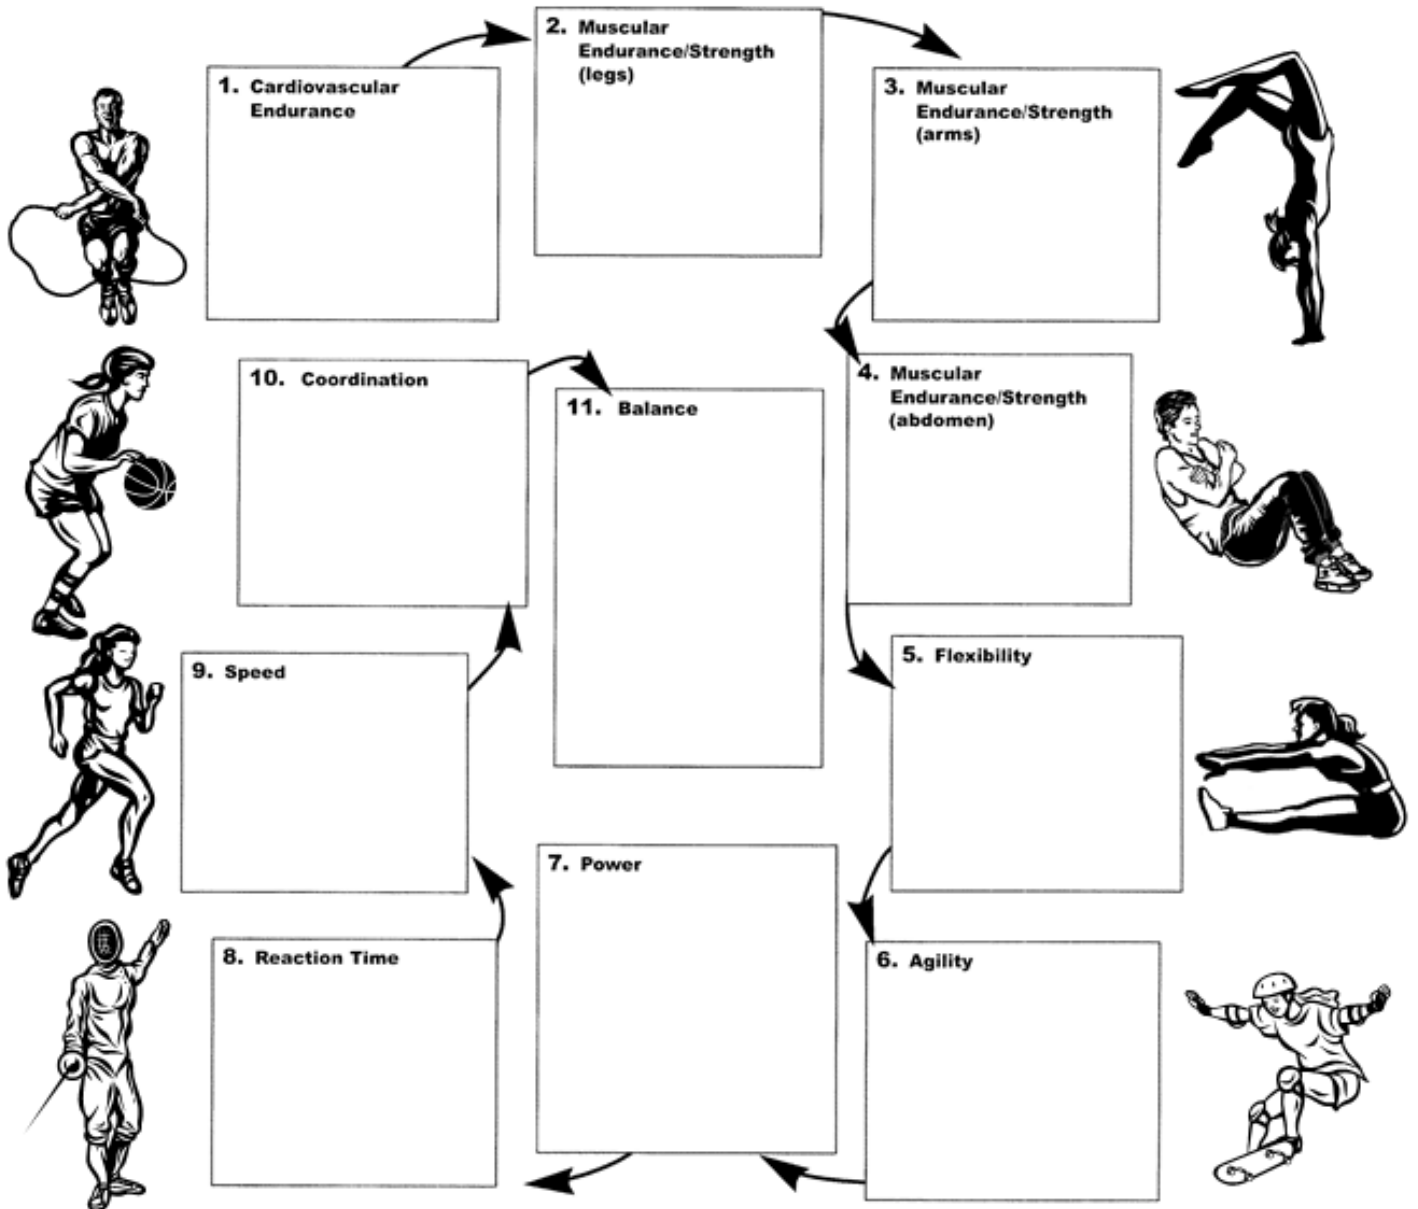 1. Cardiovascular
Endurance
2. Muscular
Endurance/Strength
(legs)
3. Muscular
Endurance/Strength
(arms)
4. Muscular
Endurance/Strength
(abdomen)
5. Flexibility
6. Agility
7. Power
8. Reaction Time
9. Speed
10. Coordination
11. Balance